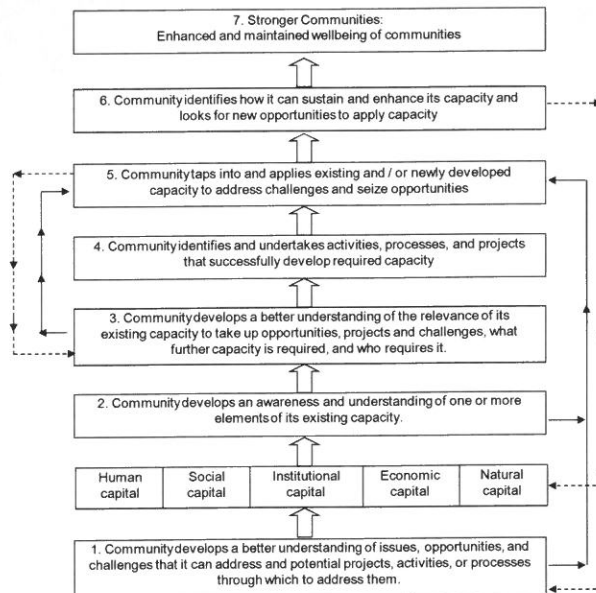 7. Stronger Communities:
Enhanced and maintained wellbeing of communities
6. Community identifies how it can sustain and enhance its capacity and
looks for new opportunities to apply capacity
5. Community taps into and applies existing and / or newly developed
capacity to address challenges and seize opportunities
4. Community identifies and undertakes activities, processes, and projects
that successfully develop required capacity
3. Community develops a better understanding of the relevance of its
existing capacity to take up opportunities, projects and challenges, what
further capacity is required, and who requires it.
2. Community develops an awareness and understanding of one or more
elements of its existing capacity.
Human
capital
Social
capital
Institutional
capital
Economic
capital
Natural
capital
1. Community develops a better understanding of issues, opportunities, and
challenges that it can address and potential projects, activities, or processes
through which to address them.